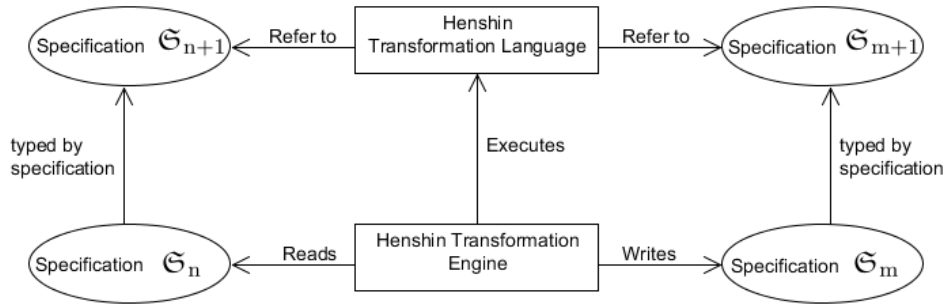 Specification 𝔖n+1
Refer to
Henshin
Transformation Language
Refer to
Specification 𝔖m+1
typed by
specification
Executes
typed by
specification
Specification 𝔖n
Reads
Henshin Transformation
Engine
Writes
Specification 𝔖m